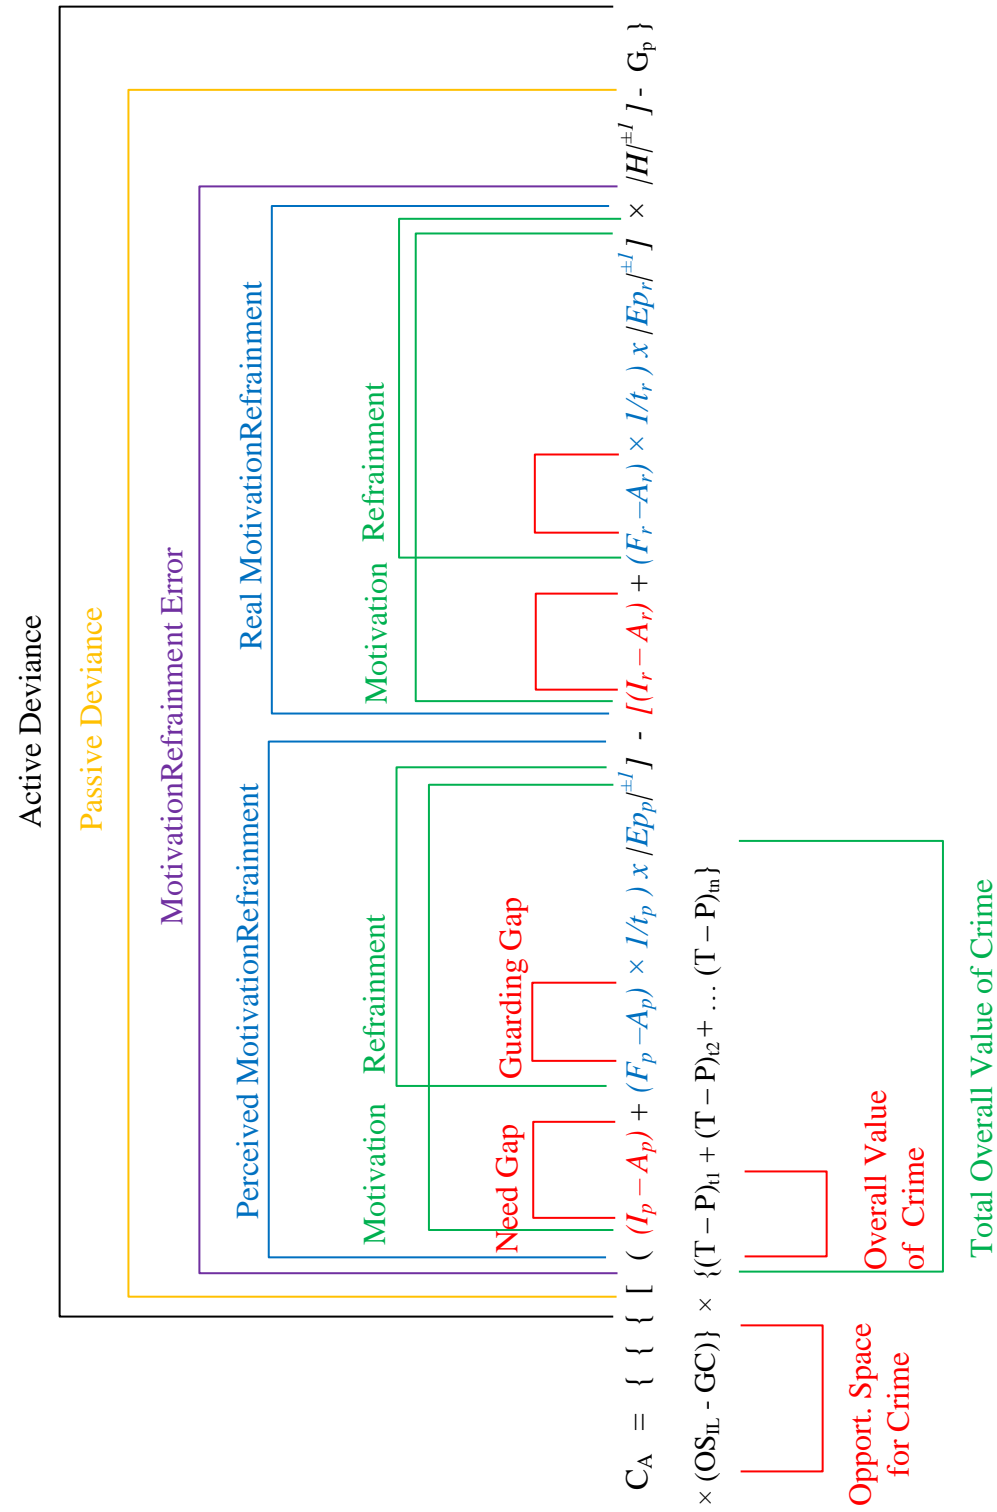 Active Deviance
Passive Deviance
MotivationRefrainment Error
Perceived MotivationRefrainment
Real MotivationRefrainment
Motivation Refrainment
Motivation Refrainment
Need Gap
Guarding Gap
C_A = { { { [ ( (I_p − A_p) + (F_p −A_p) × 1/t_p ) x |Ep_p|^±1 ] - [(I_r − A_r) + (F_r −A_r) × 1/t_r ) x |Ep_r|^±1 ] × |H|^±1 ] - G_p }
× (OS_IL - GC)} × {(T − P)_t1 + (T − P)_t2 + … (T − P)_tn}
Opport. Space
for Crime
Overall Value
of Crime
Total Overall Value of Crime